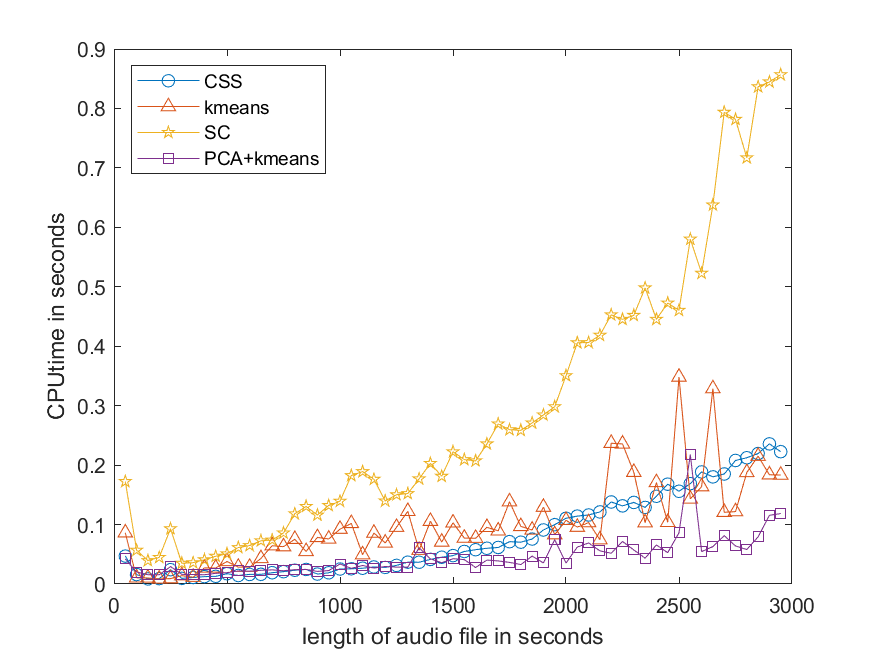 0.9
0.8
0.7
0.6
0.5
0.4
0.3
0.2
0.1
0
CPUtime in seconds
CSS
kmeans
SC
PCA+kmeans
0 500 1000 1500 2000 2500 3000
length of audio file in seconds